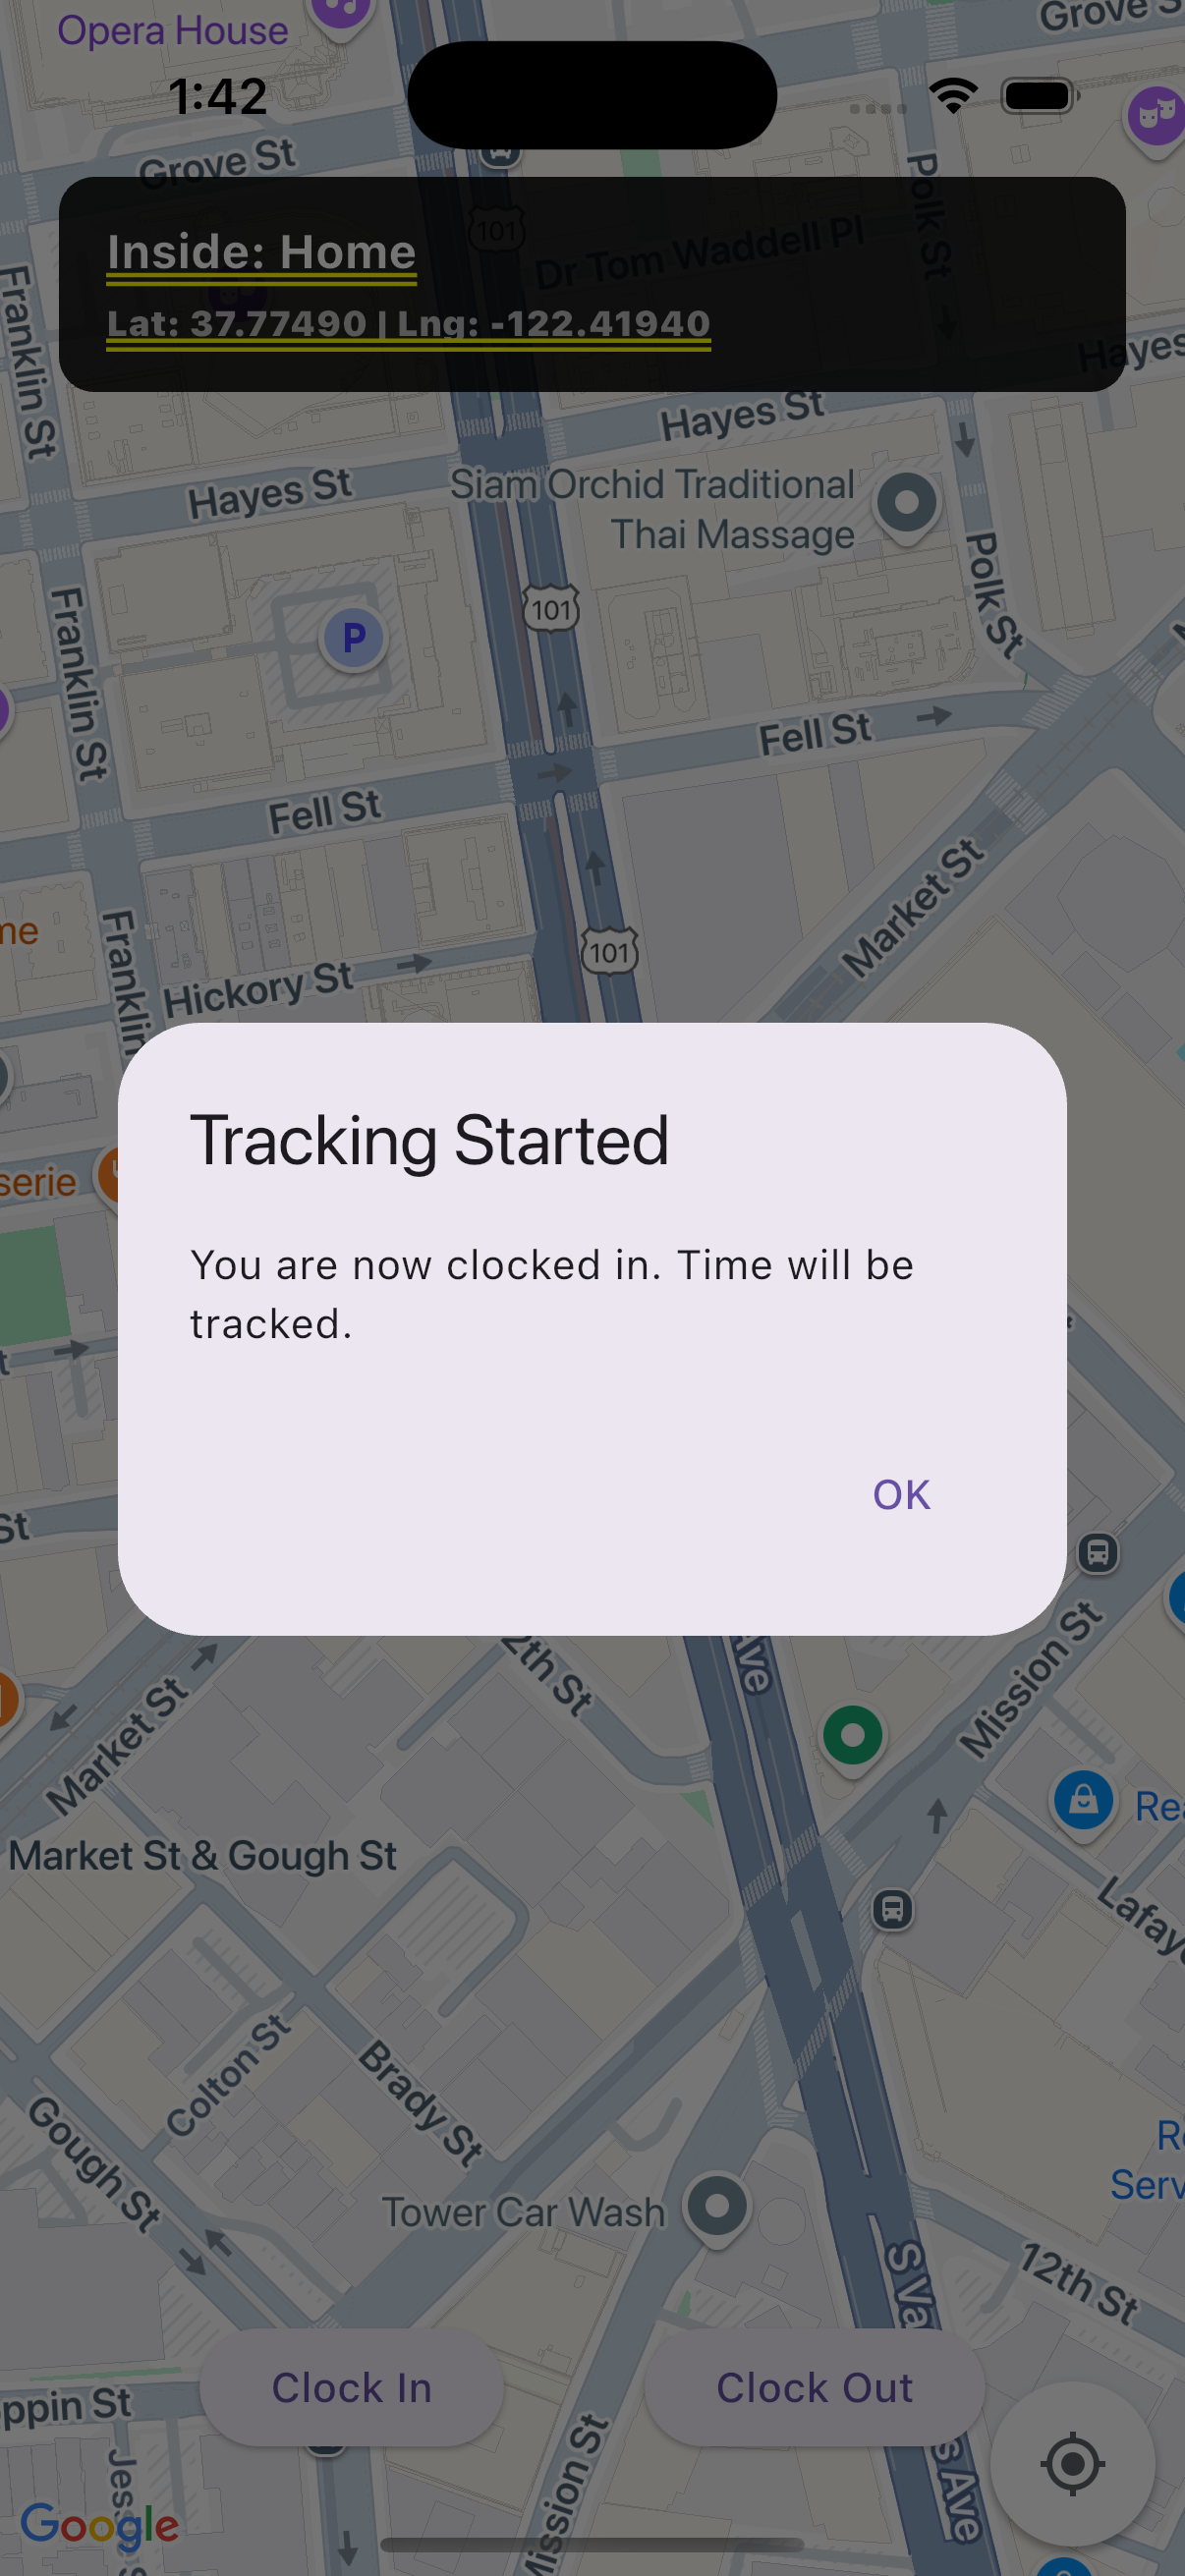 Opera House
Grove S
1:42
Grove St
Polk St
101
Inside: Home
Dr Tom Waddell Pl
Franklin St
Lat: 37.77490 | Lng: -122.41940
Hayes
Hayes St
Hayes St
Siam Orchid Traditional
Thai Massage
Polk St
Franklin St
101
P
Fell St
Fell St
Market St
me
Franklin
101
Hickory St
Tracking Started
serie
You are now clocked in. Time will be
tracked.
OK
St
2th St
Ave
Mission St
Market St
Rea
Market St & Gough St
Lafaye
Colton St
Brady St
Gough St
Re
Serv
Tower Car Wash
12th St
S Va
Clock In
Clock Out
oppin St
Jess
Mission St
s Ave
Google